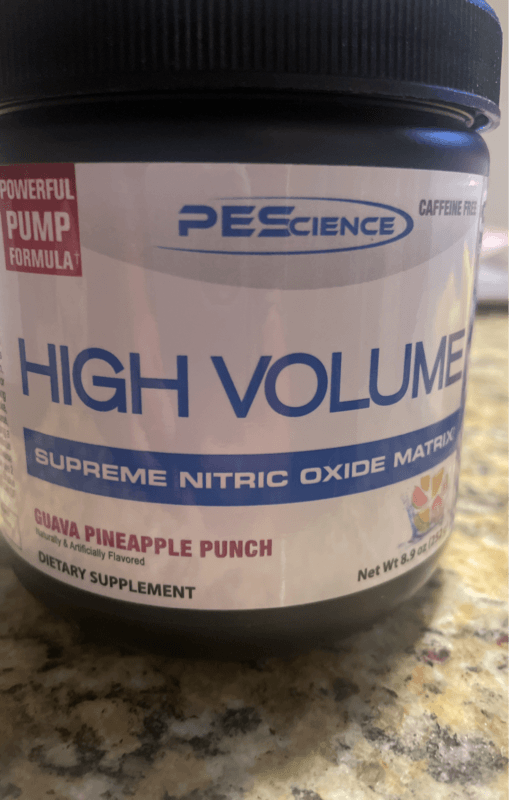 POWERFUL
PUMP
FORMULA†
PESCIENCE
CAFFEINE FREE
HIGH VOLUME
SUPREME NITRIC OXIDE MATRIX
GUAVA PINEAPPLE PUNCH
Naturally & Artificially Flavored
DIETARY SUPPLEMENT
Net Wt 8.9 oz